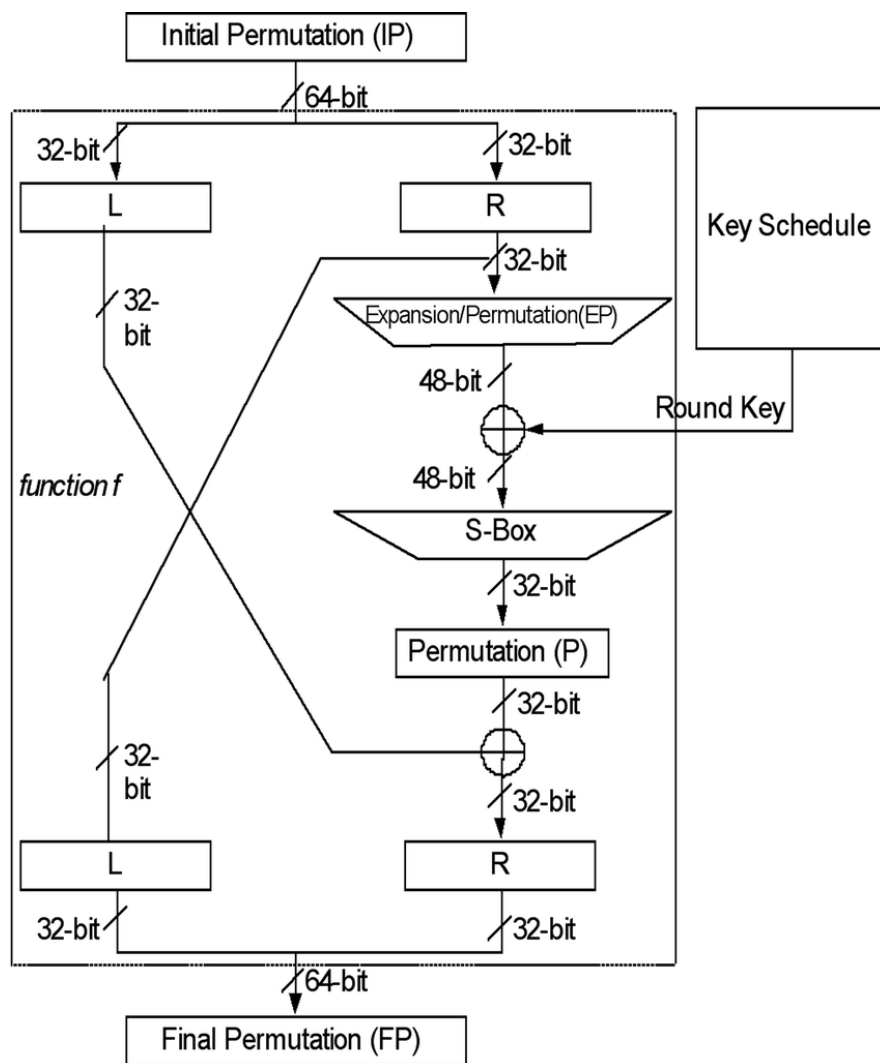 Initial Permutation (IP)
64-bit
32-bit
32-bit
L
R
Key Schedule
32-bit
32-
bit
Expansion/Permutation(EP)
48-bit
Round Key
48-bit
function f
S-Box
32-bit
Permutation (P)
32-bit
32-
bit
32-bit
L
R
32-bit
32-bit
64-bit
Final Permutation (FP)